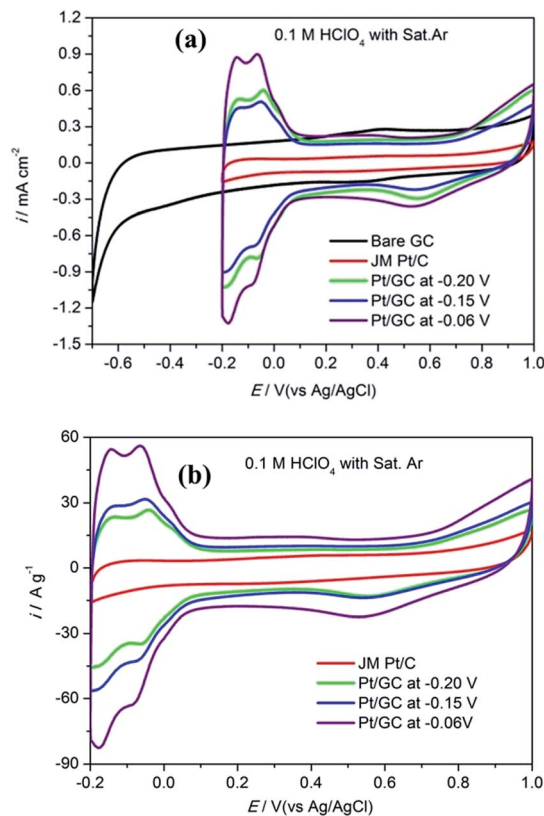 (a)
0.1 M HClO₄ with Sat.Ar
1.2
0.9
0.6
0.3
0.0
-0.3
-0.6
-0.9
-1.2
-1.5
i / mA cm⁻²
Bare GC
JM Pt/C
Pt/GC at -0.20 V
Pt/GC at -0.15 V
Pt/GC at -0.06 V
-0.6 -0.4 -0.2 0.0 0.2 0.4 0.6 0.8 1.0
E / V(vs Ag/AgCl)
(b)
0.1 M HClO₄ with Sat. Ar
60
30
0
-30
-60
-90
i / A g⁻¹
JM Pt/C
Pt/GC at -0.20 V
Pt/GC at -0.15 V
Pt/GC at -0.06V
-0.2 0.0 0.2 0.4 0.6 0.8 1.0
E / V(vs Ag/AgCl)